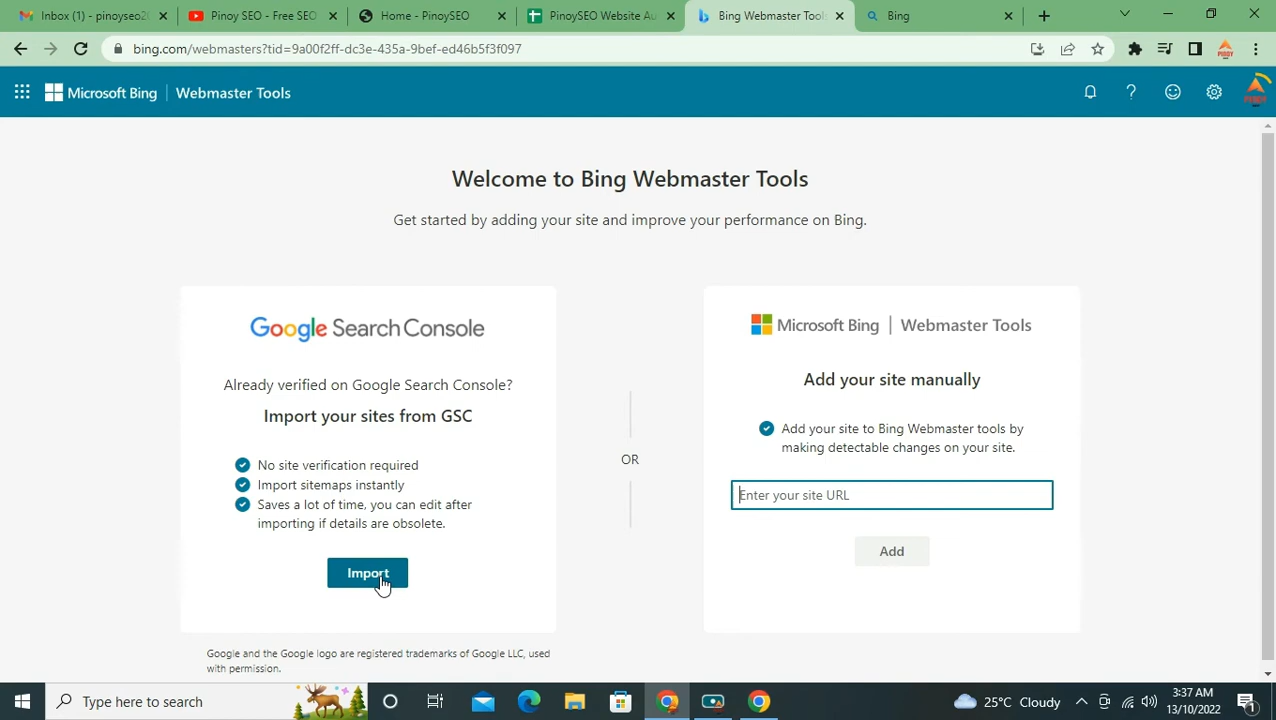 Inbox (1) - pinoyseo2
Pinoy SEO - Free SEO
Home - PinoySEO
PinoySEO Website Au
Bing Webmaster Tools
Bing
bing.com/webmasters?tid=9a00f2ff-dc3e-435a-9bef-ed46b5f3f097
Microsoft Bing | Webmaster Tools
Welcome to Bing Webmaster Tools
Get started by adding your site and improve your performance on Bing.
Google Search Console
Already verified on Google Search Console?
Import your sites from GSC
No site verification required
Import sitemaps instantly
Saves a lot of time, you can edit after
importing if details are obsolete.
Import
Google and the Google logo are registered trademarks of Google LLC, used
with permission.
OR
Microsoft Bing | Webmaster Tools
Add your site manually
Add your site to Bing Webmaster tools by
making detectable changes on your site.
Enter your site URL
Add
Type here to search
25°C Cloudy
3:37 AM
13/10/2022
1